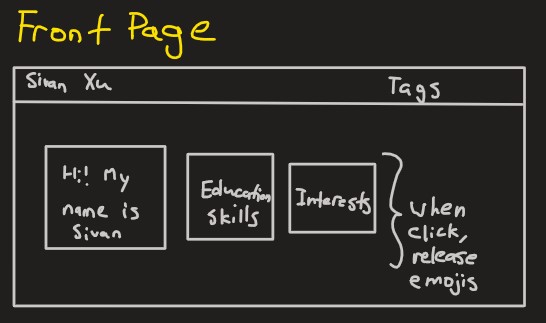 Front Page
Sivan Xu
Tags
Hi! My
name is
Sivan
Education
Skills
Interests
when
click,
release
emojis